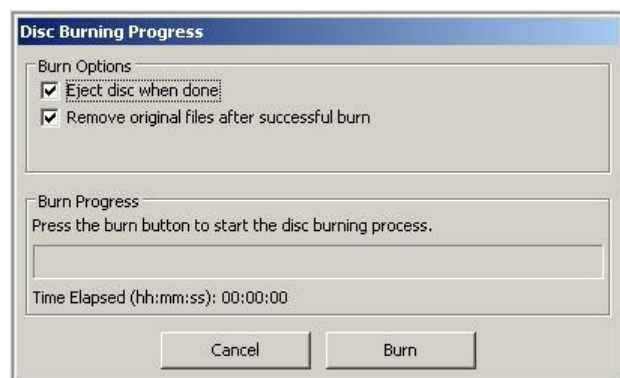 Disc Burning Progress
Burn Options
Eject disc when done
Remove original files after successful burn
Burn Progress
Press the burn button to start the disc burning process.
Time Elapsed (hh:mm:ss): 00:00:00
Cancel
Burn